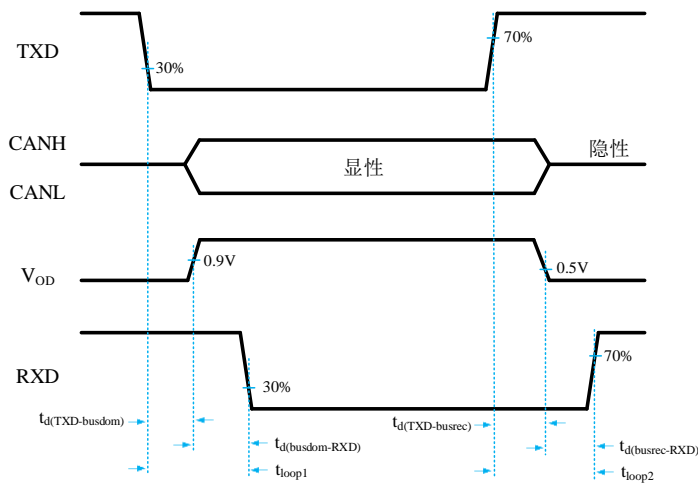 TXD
30%
70%
CANH
CANL
显性
隐性
VOD
0.9V
0.5V
RXD
30%
70%
td(TXD-busdom)
td(TXD-busrec)
td(busdom-RXD)
td(busrec-RXD)
tloop1
tloop2